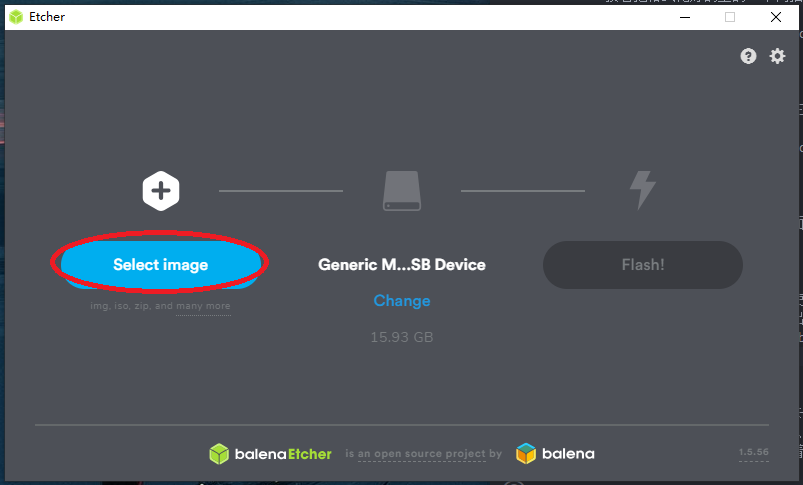 Etcher
Select image
img, iso, zip, and many more
Generic M...SB Device
Change
15.93 GB
Flash!
balenaEtcher is an open source project by balena
1.5.56